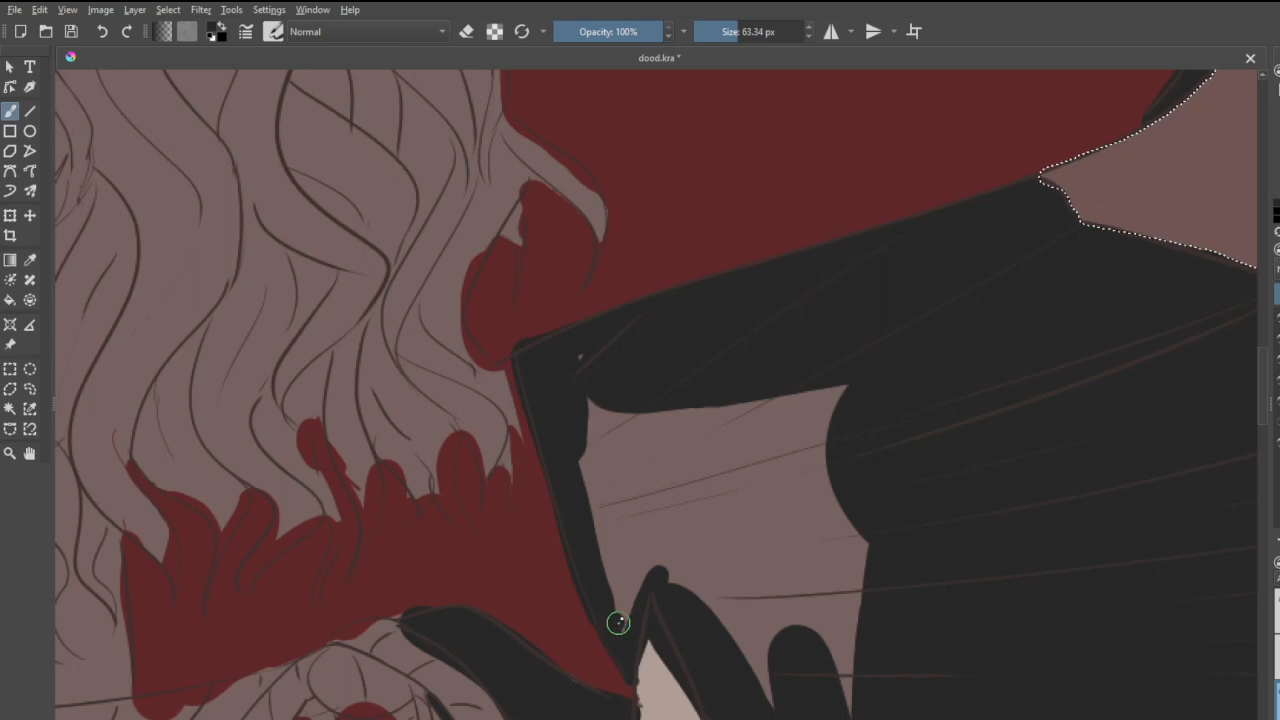 File Edit View Image Layer Select Filter Tools Settings Window Help
Normal Opacity: 100% Size: 63.34 px
dood.kra *